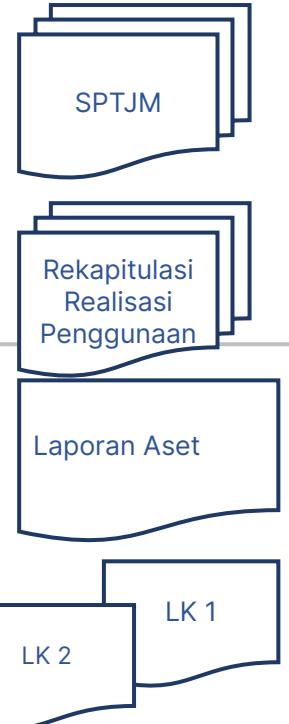 SPTJM
Rekapitulasi
Realisasi
Penggunaan
Laporan Aset
LK 1
LK 2